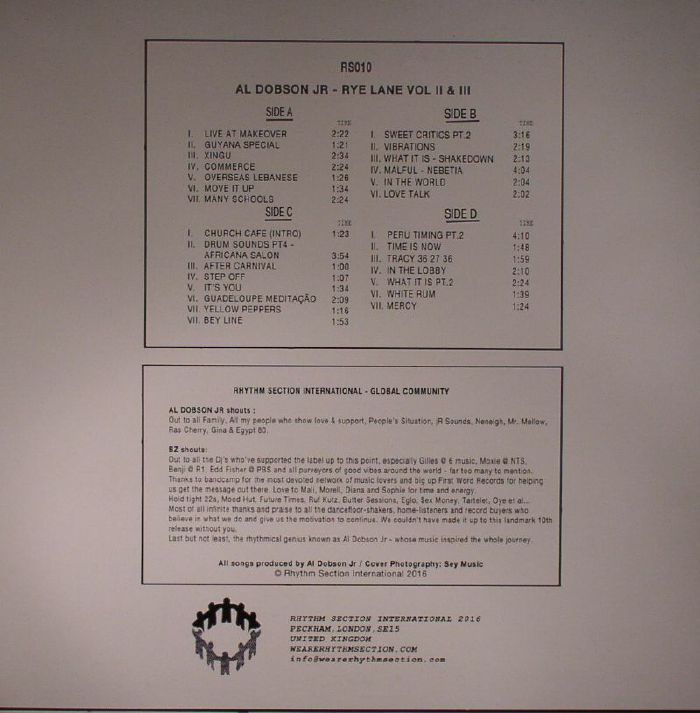 RS010
AL DOBSON JR - RYE LANE VOL II & III
SIDE A
TIME
I. LIVE AT MAKEOVER 2:22
II. GUYANA SPECIAL 1:21
III. XINGU 2:34
IV. COMMERCE 2:24
V. OVERSEAS LEBANESE 1:26
VI. MOVE IT UP 1:34
VII. MANY SCHOOLS 2:24
SIDE B
TIME
I. SWEET CRITICS PT.2 3:16
II. VIBRATIONS 2:19
III. WHAT IT IS - SHAKEDOWN 2:13
IV. MALFUL - NEBETIA 4:04
V. IN THE WORLD 2:04
VI. LOVE TALK 2:02
SIDE C
TIME
I. CHURCH CAFE (INTRO) 1:23
II. DRUM SOUNDS PT4 -
AFRICANA SALON 3:54
III. AFTER CARNIVAL 1:00
IV. STEP OFF 1:07
V. IT'S YOU 1:34
VI. GUADELOUPE MEDITAÇÃO 2:09
VII. YELLOW PEPPERS 1:16
VII. BEY LINE 1:53
SIDE D
TIME
I. PERU TIMING PT.2 4:10
II. TIME IS NOW 1:48
III. TRACY 36 27 36 1:59
IV. IN THE LOBBY 2:10
V. WHAT IT IS PT.2 2:24
VI. WHITE RUM 1:39
VII. MERCY 1:24
RHYTHM SECTION INTERNATIONAL - GLOBAL COMMUNITY
AL DOBSON JR shouts :
Out to all Family, All my people who show love & support, People's Situation, jR Sounds, Neneigh, Mr. Mellow,
Ras Cherry, Gina & Egypt 80.
BZ shouts:
Out to all the Dj's who've supported the label up to this point, especially Gilles @ 6 music, Moxie @ NTS,
Benji @ R1, Edd Fisher @ PBS and all purveyors of good vibes around the world - far too many to mention.
Thanks to bandcamp for the most devoted network of music lovers and big up First Word Records for helping
us get the message out there. Love to Mali, Morell, Diana and Sophie for time and energy.
Hold tight 22a, Mood Hut, Future Times, Ruf Kutz, Butter Sessions, Eglo, Sex Money, Tartelet, Oye et al...
Most of all infinite thanks and praise to all the dancefloor-shakers, home-listeners and record buyers who
believe in what we do and give us the motivation to continue. We couldn't have made it up to this landmark 10th
release without you.
Last but not least, the rhythmical genius known as Al Dobson Jr - whose music inspired the whole journey.
All songs produced by Al Dobson Jr / Cover Photography: Sey Music
© Rhythm Section International 2016
RHYTHM SECTION INTERNATIONAL 2016
PECKHAM, LONDON, SE15
UNITED KINGDOM
WEARERHYTHMSECTION.COM
info@wearerhythmsection.com